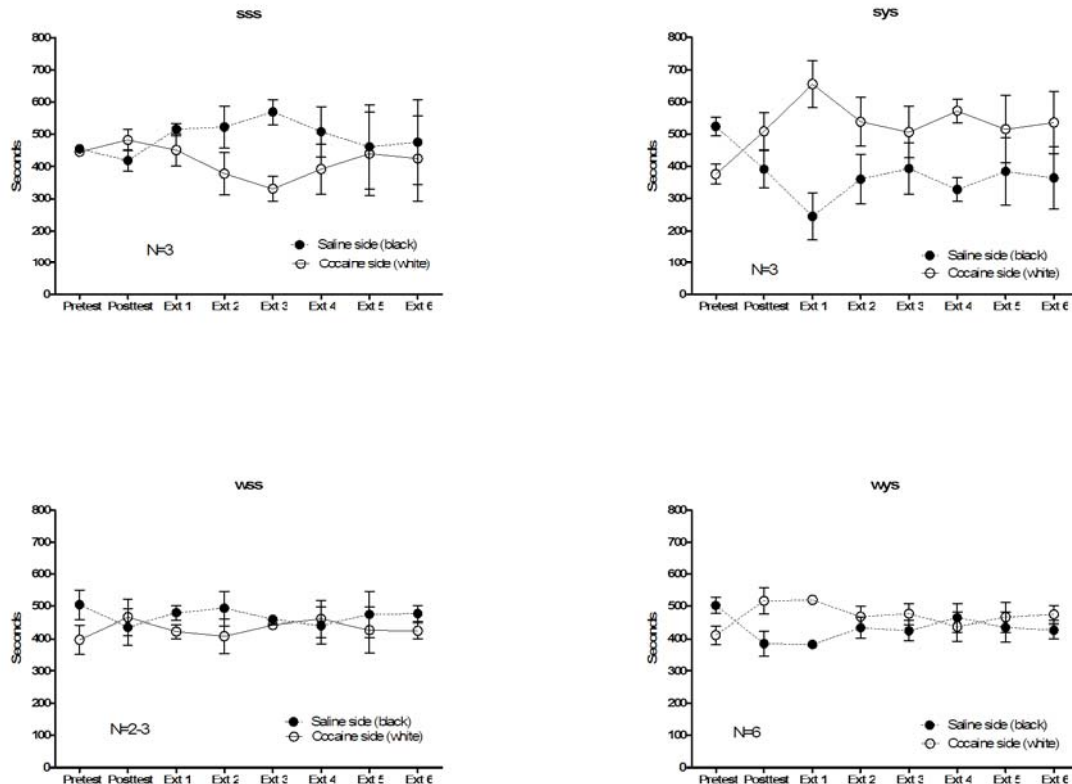 sss
800
700
600
500
400
300
200
100
0
Seconds
N=3
Saline side (black)
Cocaine side (white)
Pretest Posttest Ext 1 Ext 2 Ext 3 Ext 4 Ext 5 Ext 6
sys
800
700
600
500
400
300
200
100
0
Seconds
N=3
Saline side (black)
Cocaine side (white)
Pretest Posttest Ext 1 Ext 2 Ext 3 Ext 4 Ext 5 Ext 6
wss
800
700
600
500
400
300
200
100
0
Seconds
N=2-3
Saline side (black)
Cocaine side (white)
Pretest Posttest Ext 1 Ext 2 Ext 3 Ext 4 Ext 5 Ext 6
wys
800
700
600
500
400
300
200
100
0
Seconds
N=6
Saline side (black)
Cocaine side (white)
Pretest Posttest Ext 1 Ext 2 Ext 3 Ext 4 Ext 5 Ext 6